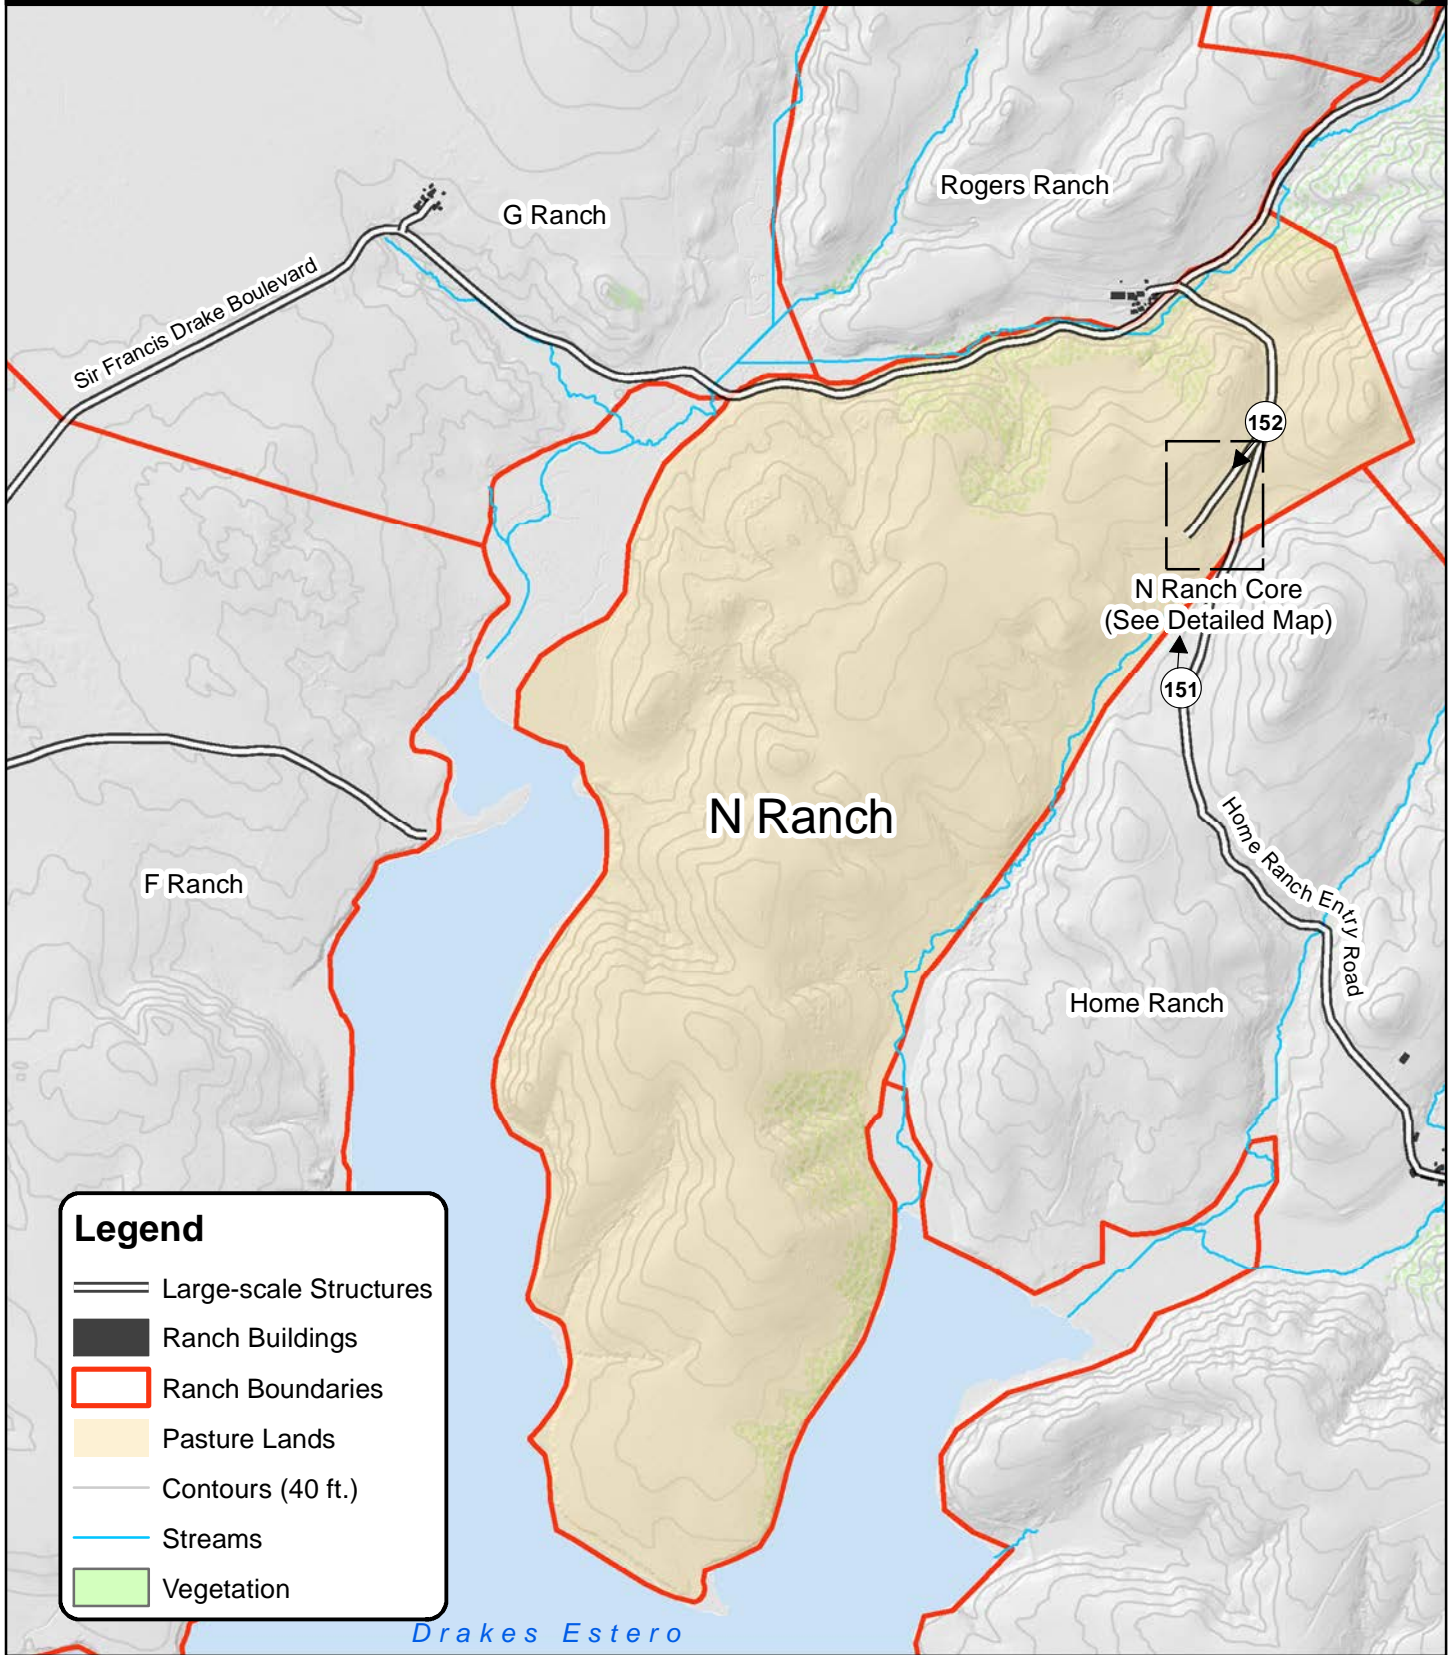 Rogers Ranch
G Ranch
Sir Francis Drake Boulevard
152
N Ranch Core
(See Detailed Map)
151
N Ranch
Home Ranch Entry Road
F Ranch
Home Ranch
Legend
Large-scale Structures
Ranch Buildings
Ranch Boundaries
Pasture Lands
Contours (40 ft.)
Streams
Vegetation
Drakes Estero